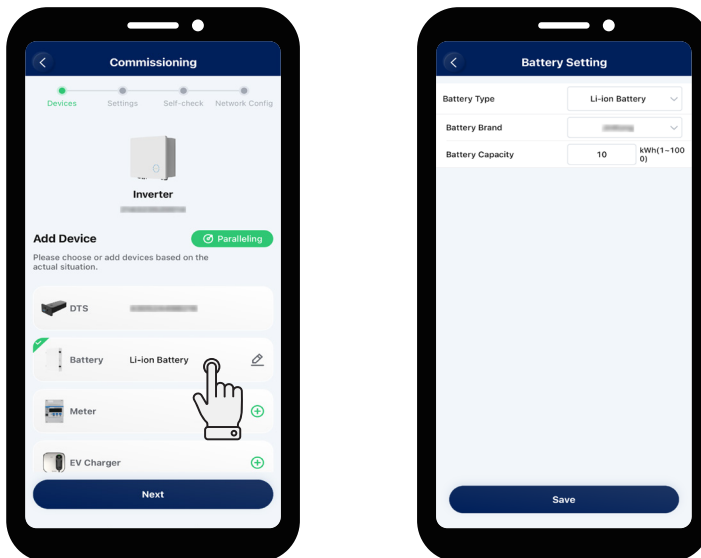 Commissioning
Devices
Settings
Self-check
Network Config
Inverter
Add Device
Paralleling
Please choose or add devices based on the
actual situation.
DTS
Battery
Li-ion Battery
Meter
EV Charger
Next
Battery Setting
Battery Type
Li-ion Battery
Battery Brand
Battery Capacity
10
kWh(1~100
0)
Save